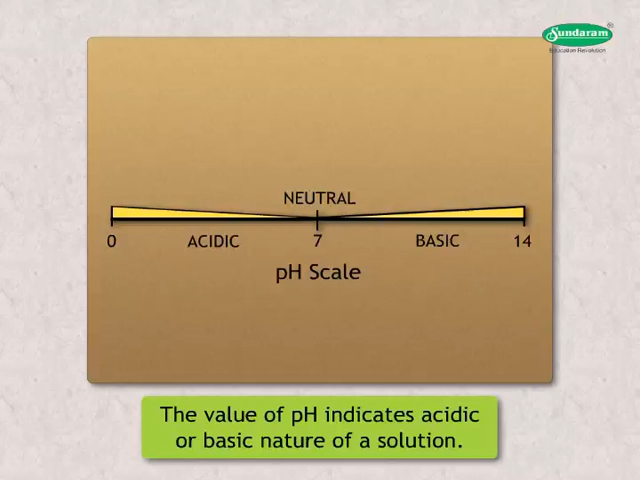 Sundaram
®
Education Revolution
NEUTRAL
0 ACIDIC 7 BASIC 14
pH Scale
The value of pH indicates acidic
or basic nature of a solution.